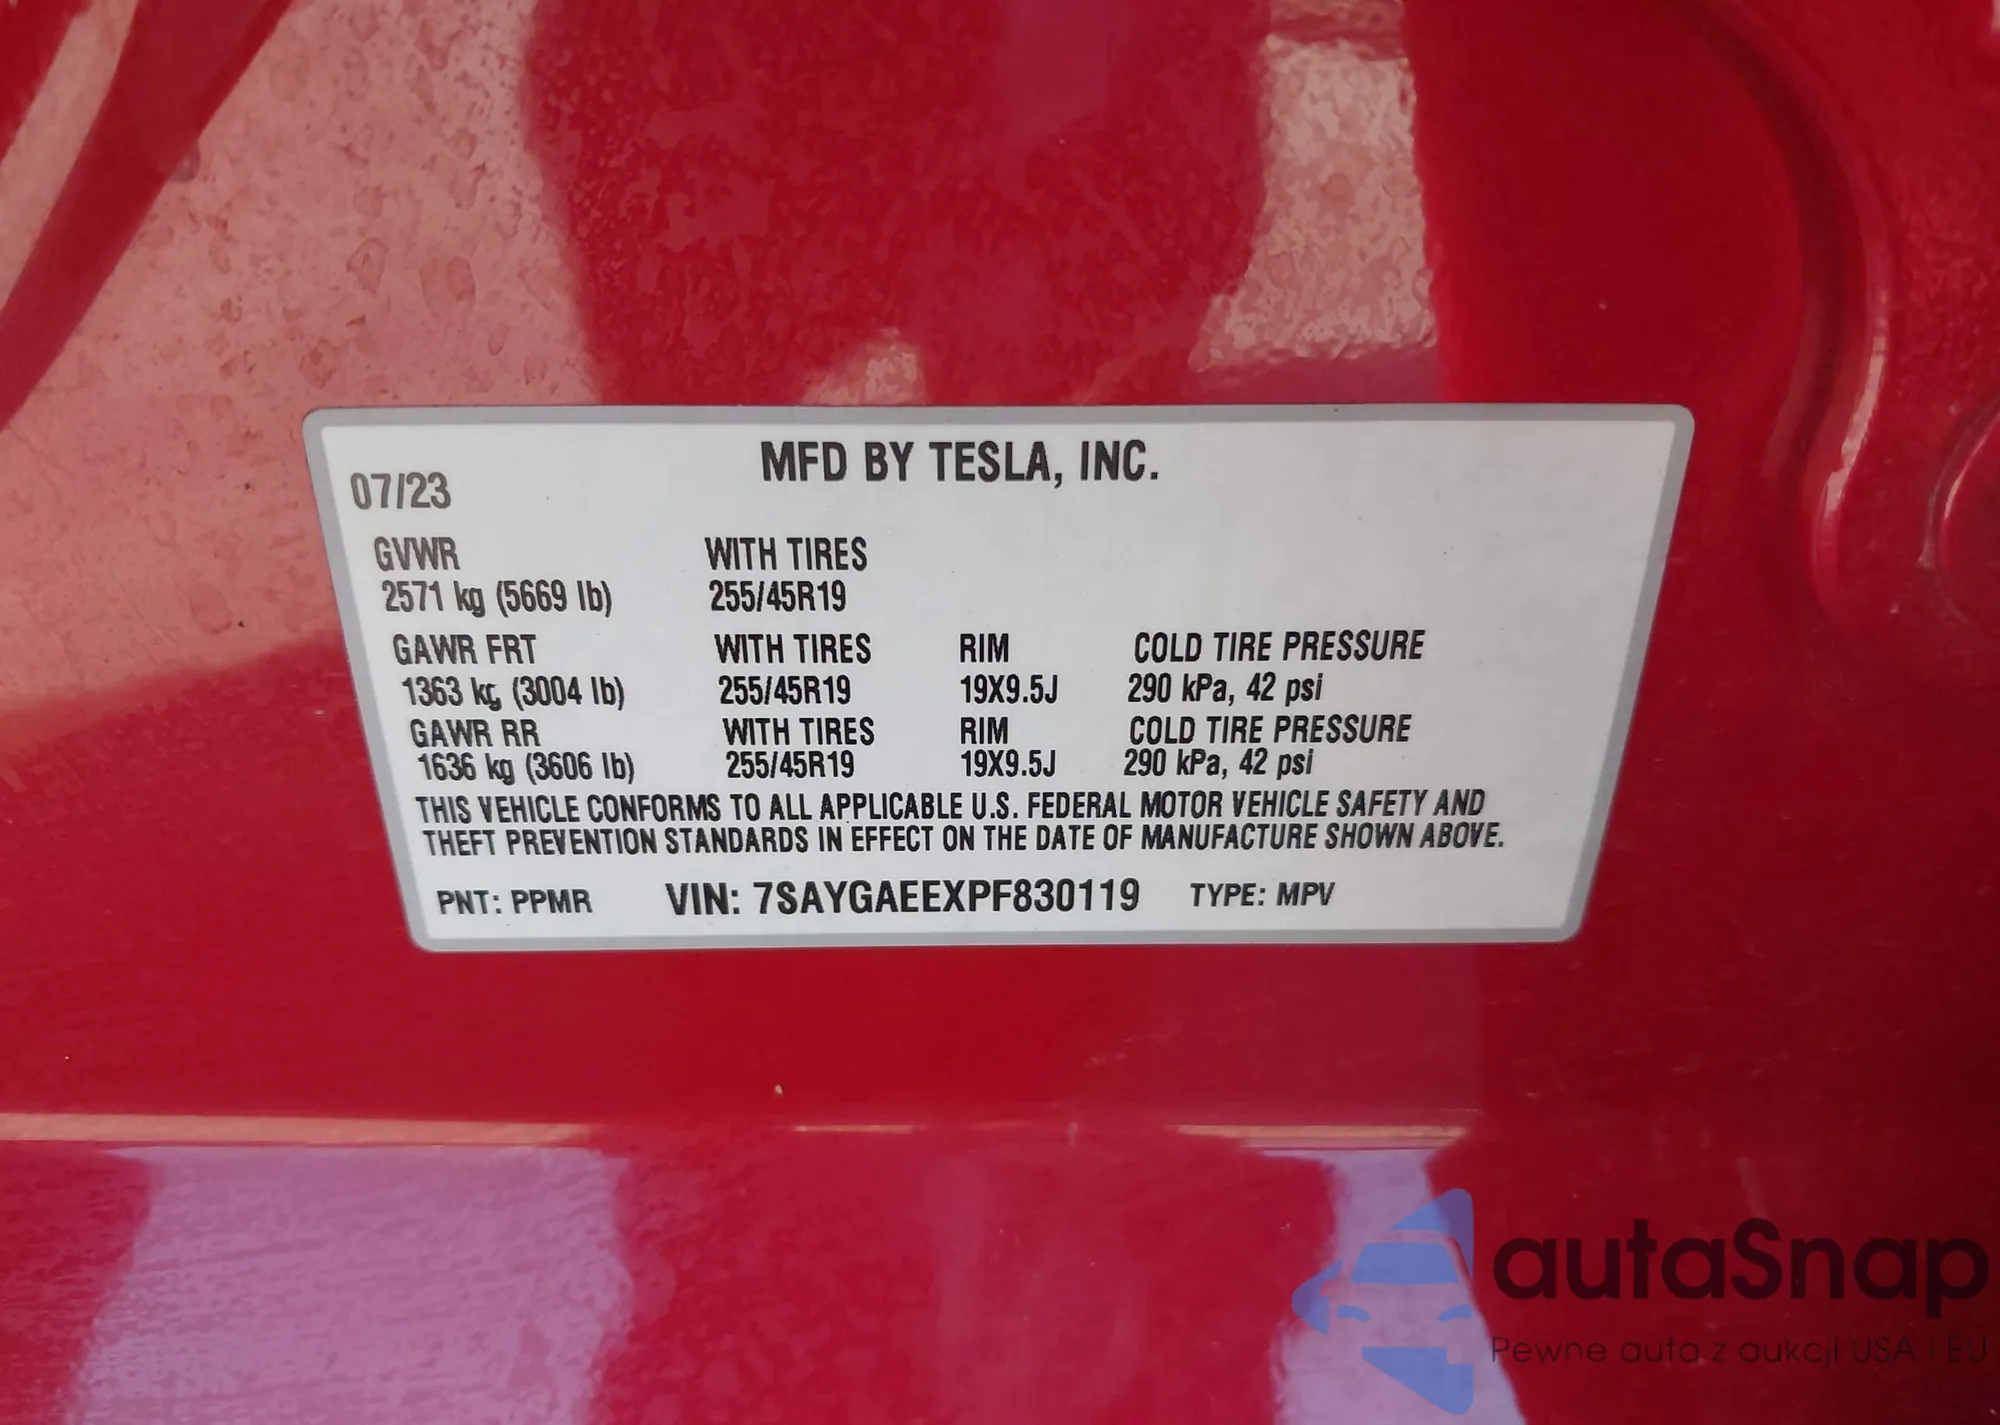 MFD BY TESLA, INC.
07/23
GVWR WITH TIRES
2571 kg (5669 lb) 255/45R19
GAWR FRT WITH TIRES RIM COLD TIRE PRESSURE
1363 kg (3004 lb) 255/45R19 19X9.5J 290 kPa, 42 psi
GAWR RR WITH TIRES RIM COLD TIRE PRESSURE
1636 kg (3606 lb) 255/45R19 19X9.5J 290 kPa, 42 psi
THIS VEHICLE CONFORMS TO ALL APPLICABLE U.S. FEDERAL MOTOR VEHICLE SAFETY AND
THEFT PREVENTION STANDARDS IN EFFECT ON THE DATE OF MANUFACTURE SHOWN ABOVE.
PNT: PPMR VIN: 7SAYGAEEXPF830119 TYPE: MPV
autaSnap
Pewne auta z aukcji USA i EU